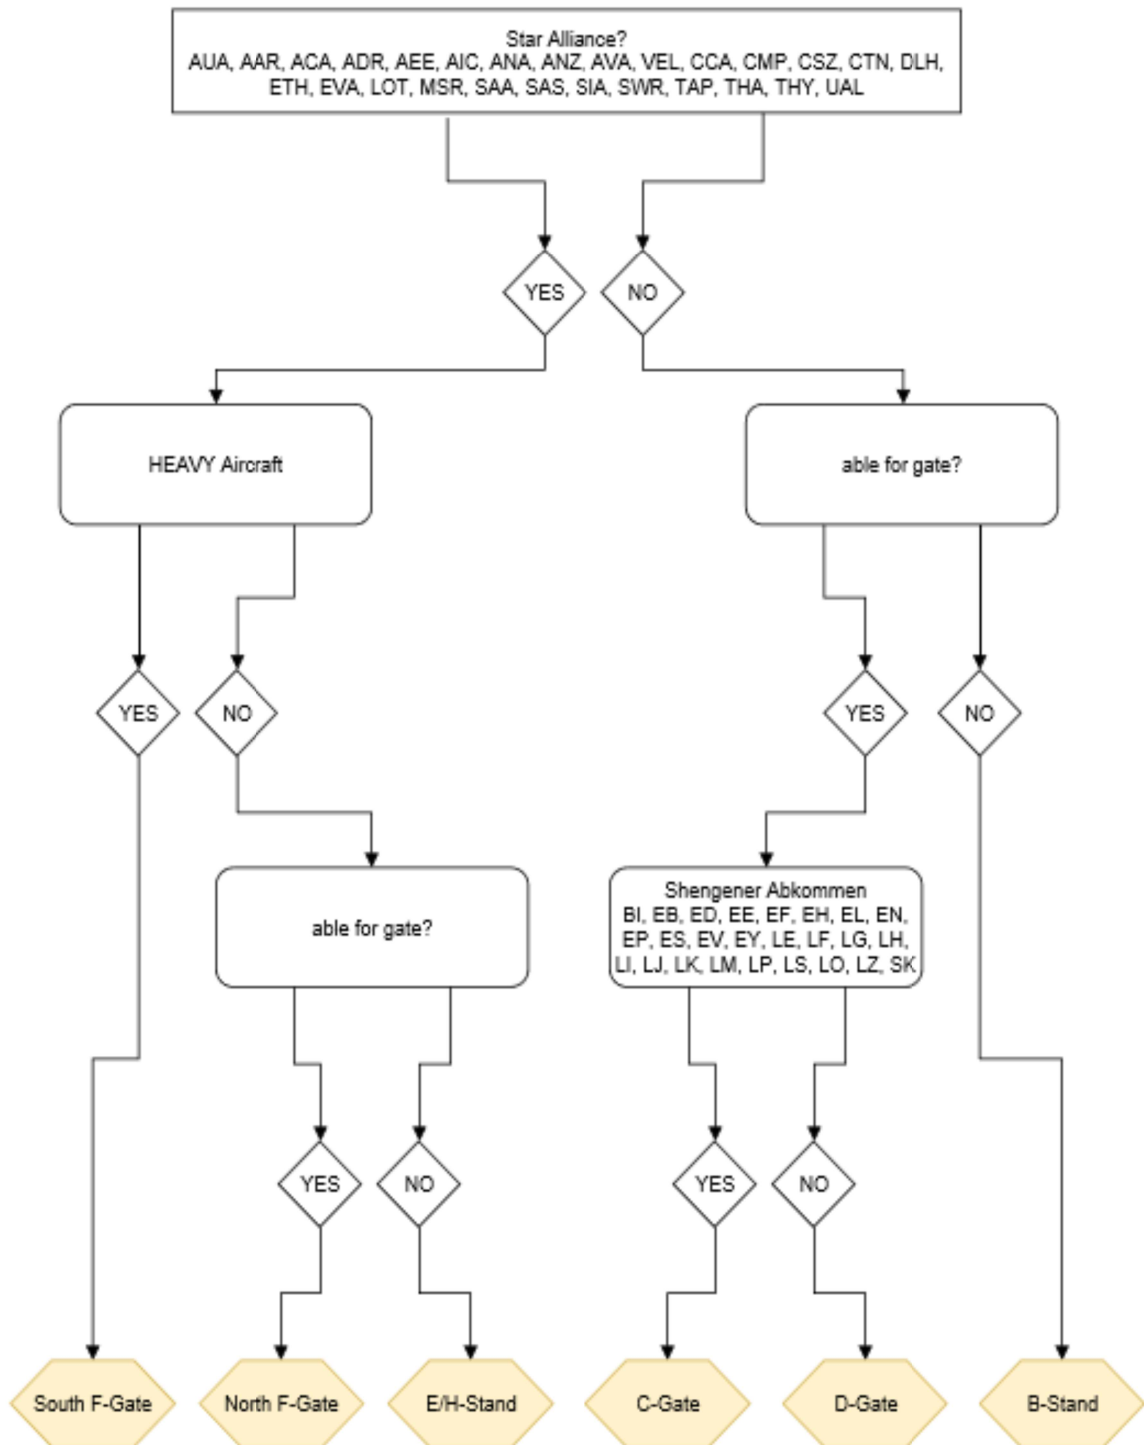 Star Alliance?
AUA, AAR, ACA, ADR, AEE, AIC, ANA, ANZ, AVA, VEL, CCA, CMP, CSZ, CTN, DLH,
ETH, EVA, LOT, MSR, SAA, SAS, SIA, SWR, TAP, THA, THY, UAL
YES
NO
HEAVY Aircraft
able for gate?
YES
NO
YES
NO
able for gate?
Shengener Abkommen
BI, EB, ED, EE, EF, EH, EL, EN,
EP, ES, EV, EY, LE, LF, LG, LH,
LI, LJ, LK, LM, LP, LS, LO, LZ, SK
YES
NO
YES
NO
South F-Gate
North F-Gate
E/H-Stand
C-Gate
D-Gate
B-Stand